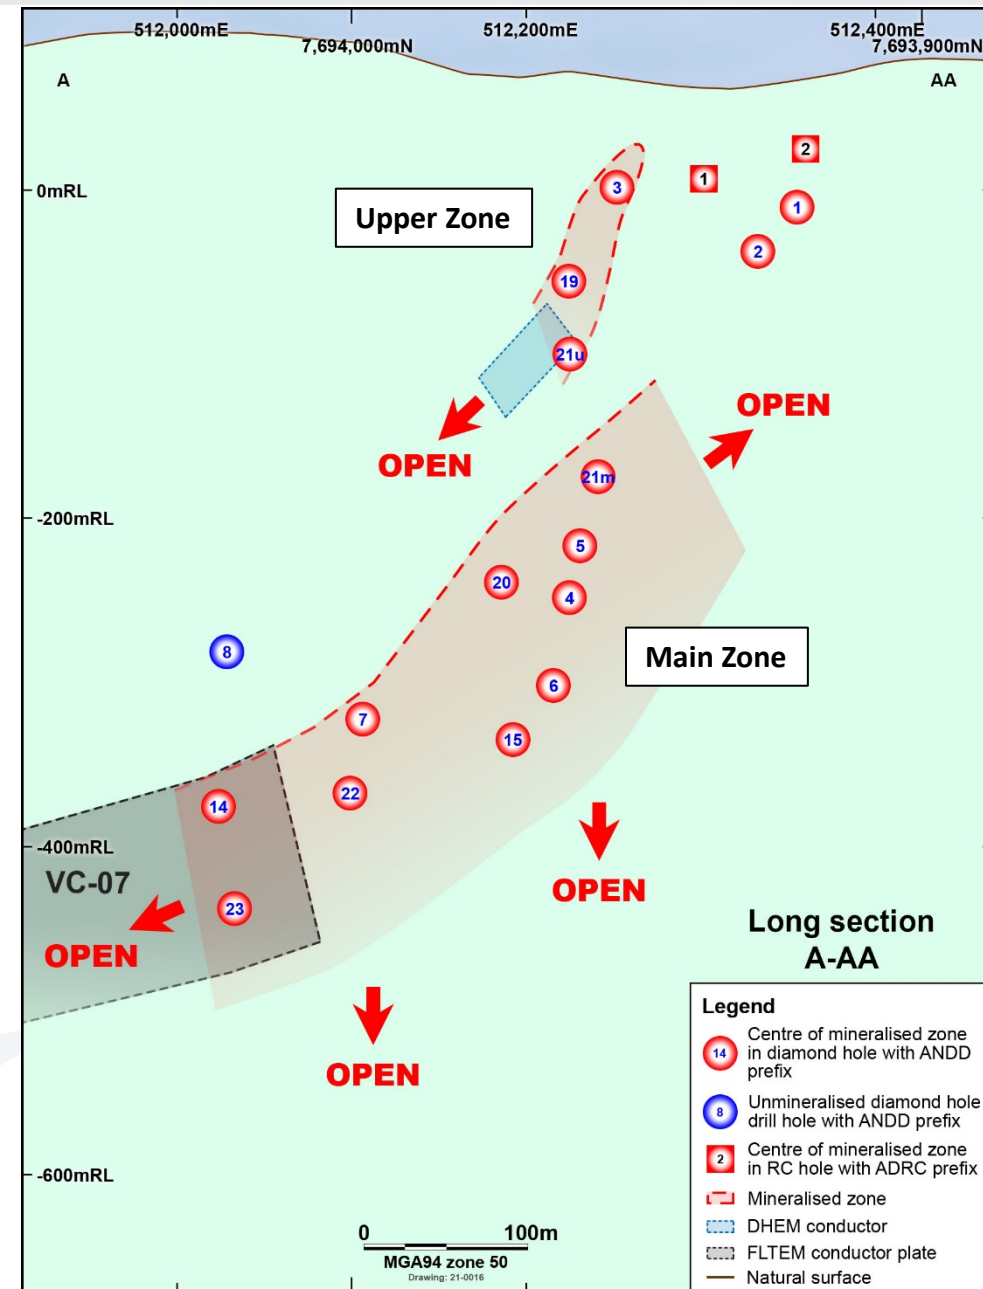 512,000mE
7,694,000mN
512,200mE
512,400mE
7,693,900mN
A
AA
2
1
0mRL
3
1
Upper Zone
2
19
21u
OPEN
OPEN
21m
-200mRL
5
20
4
8
Main Zone
6
7
15
22
14
-400mRL
VC-07
23
OPEN
OPEN
Long section
A-AA
OPEN
Legend
14
Centre of mineralised zone
in diamond hole with ANDD
prefix
8
Unmineralised diamond hole
drill hole with ANDD prefix
2
Centre of mineralised zone
in RC hole with ADRC prefix
Mineralised zone
DHEM conductor
FLTEM conductor plate
Natural surface
-600mRL
0 100m
MGA94 zone 50
Drawing: 21-0016